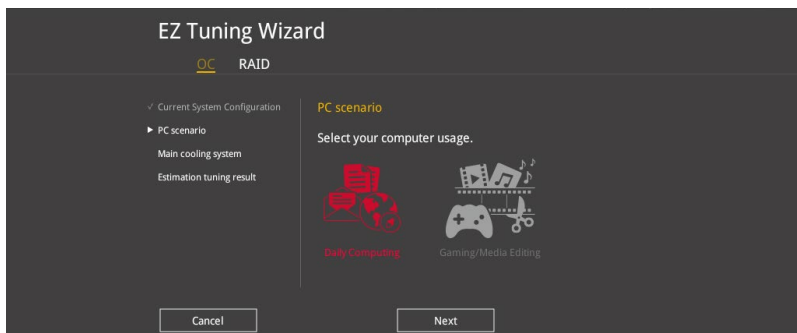 EZ Tuning Wizard
OC RAID
✓ Current System Configuration
▶ PC scenario
Main cooling system
Estimation tuning result
PC scenario
Select your computer usage.
Daily Computing Gaming/Media Editing
Cancel Next